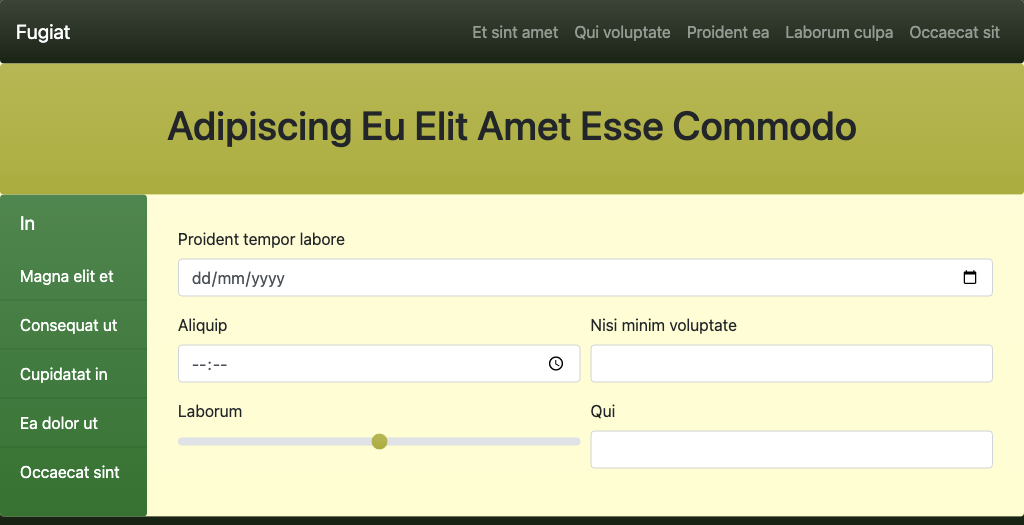 Fugiat
Et sint amet
Qui voluptate
Proident ea
Laborum culpa
Occaecat sit
Adipiscing Eu Elit Amet Esse Commodo
In
Magna elit et
Consequat ut
Cupidatat in
Ea dolor ut
Occaecat sint
Proident tempor labore
dd/mm/yyyy
Aliquip
--:--
Nisi minim voluptate
Laborum
Qui